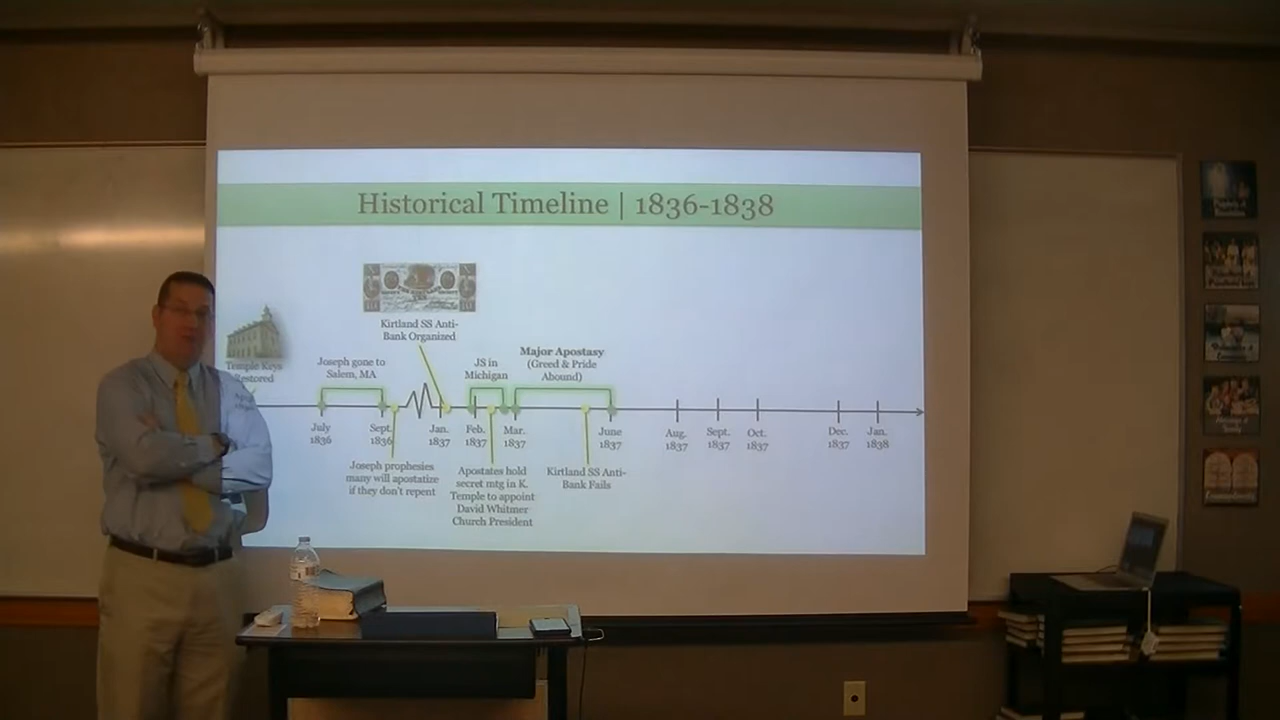 Historical Timeline | 1836-1838
Kirtland SS Anti-
Bank Organized
Temple Keys
Restored
Joseph gone to
Salem, MA
JS in
Michigan
Major Apostasy
(Greed & Pride
Abound)
July
1836
Sept.
1836
Jan.
1837
Feb.
1837
Mar.
1837
June
1837
Aug.
1837
Sept.
1837
Oct.
1837
Dec.
1837
Jan.
1838
Joseph prophesies
many will apostatize
if they don't repent
Apostates hold
secret mtg in K.
Temple to appoint
David Whitmer
Church President
Kirtland SS Anti-
Bank Fails